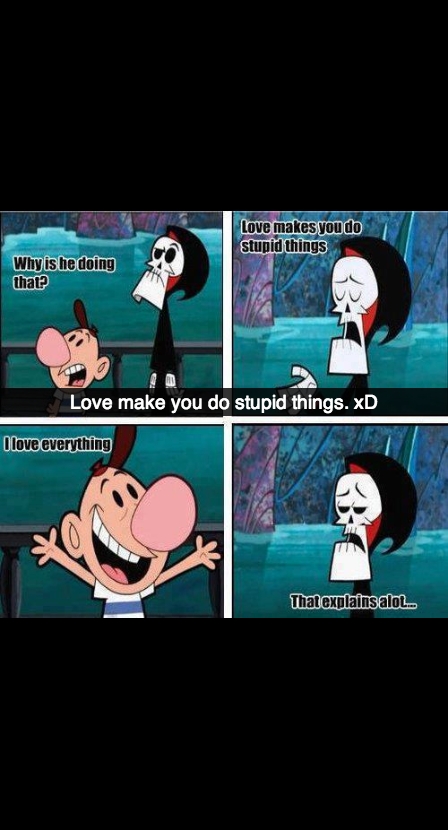 Why is he doing
that?
Love makes you do
stupid things
Love make you do stupid things. xD
I love everything
That explains alot...